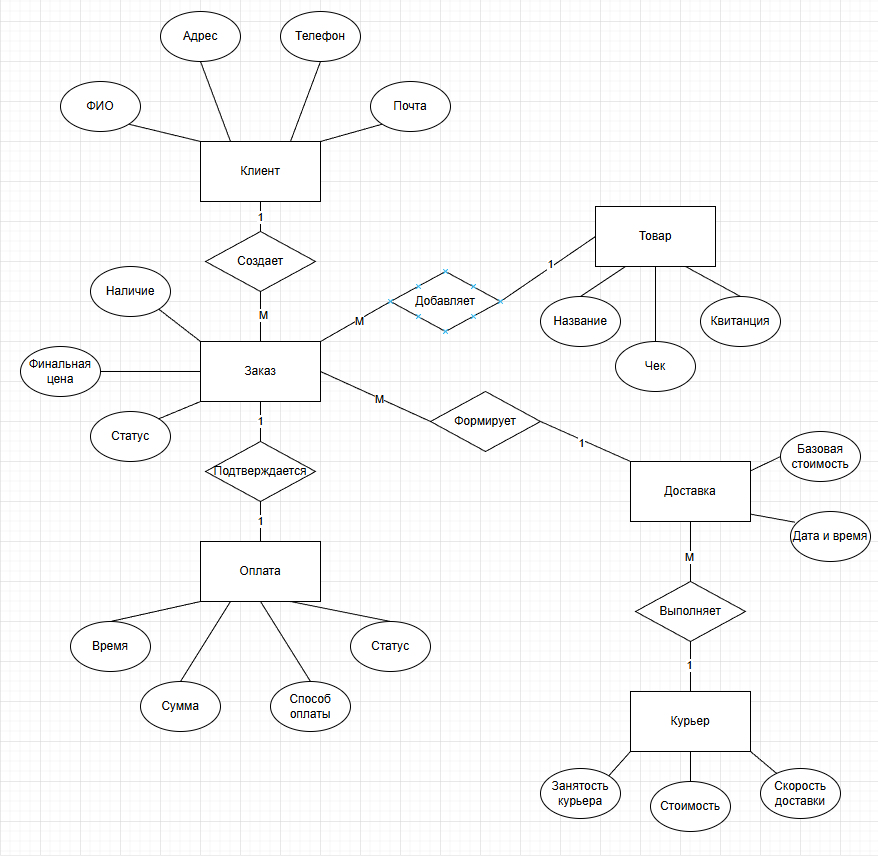 Адрес
Телефон
ФИО
Почта
Клиент
1
Создает
М
Товар
1
Добавляет
М
Название
Чек
Квитанция
Наличие
Финальная
цена
Статус
Заказ
М
Формирует
1
1
Подтверждается
1
Доставка
Базовая
стоимость
Дата и время
М
Выполняет
1
Оплата
Время
Сумма
Способ
оплаты
Статус
Курьер
Занятость
курьера
Стоимость
Скорость
доставки